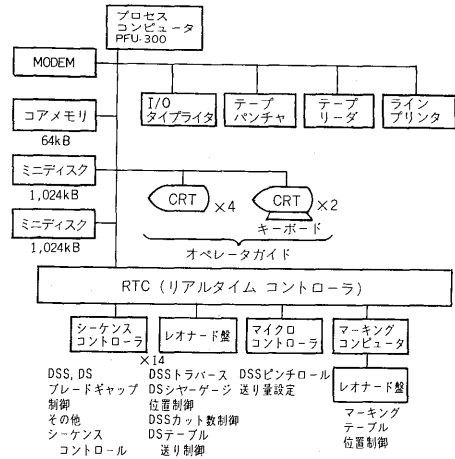 プロセス
コンピュータ
PFU-300
MODEM
コアメモリ
64kB
I/O
タイプライタ
テープ
パンチャ
テープ
リーダ
ライン
プリンタ
ミニディスク
1,024kB
ミニディスク
1,024kB
CRT
×4
CRT
×2
キーボード
オペレータガイド
RTC (リアルタイム コントローラ)
シーケンス
コントローラ
×14
レオナード盤
マイクロ
コントローラ
マーキング
コンピュータ
DSS, DS
ブレードギャップ
制御
その他
シーケンス
コントロール
DSSトラバース
DSシヤーゲージ
位置制御
DSSカット数制御
DSテーブル
送り制御
DSSピンチロール
送り量設定
レオナード盤
マーキング
テーブル
位置制御